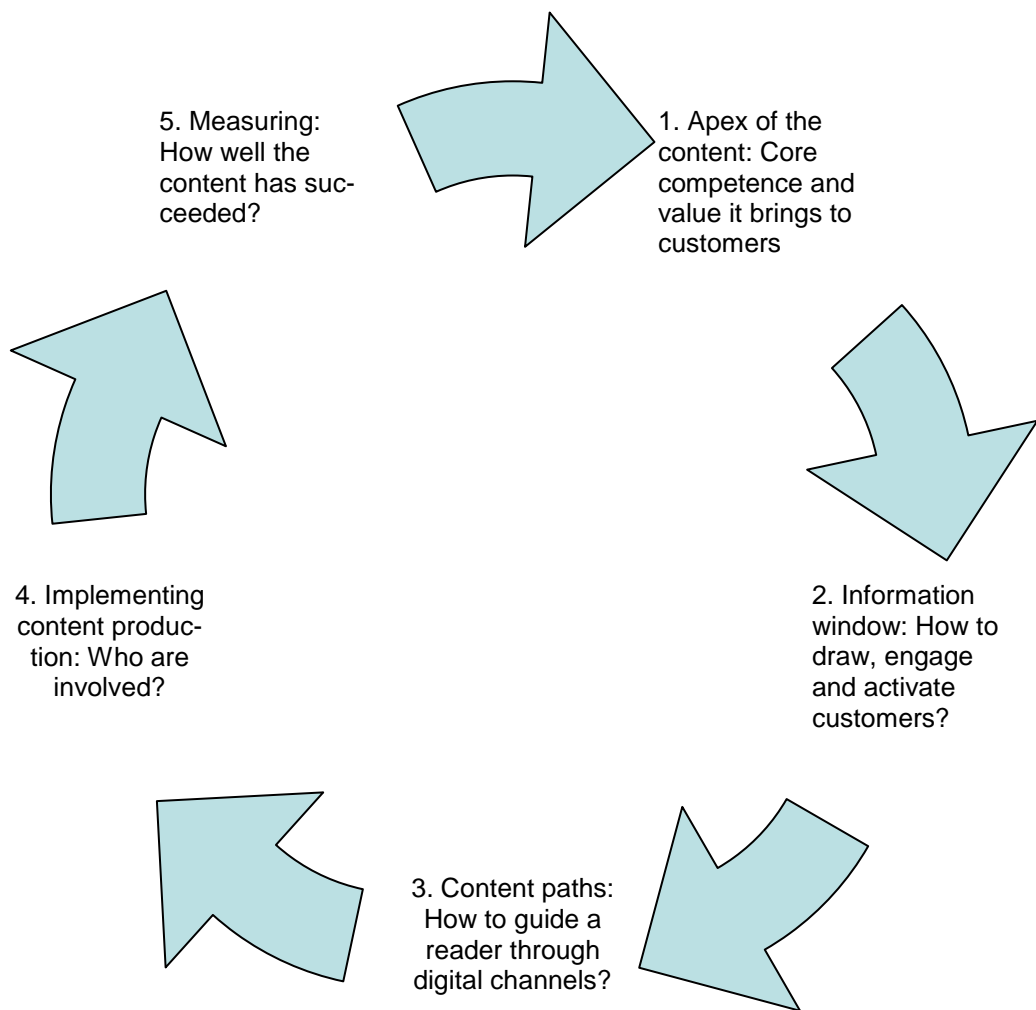 5. Measuring:
How well the
content has suc-
ceeded?
1. Apex of the
content: Core
competence and
value it brings to
customers
2. Information
window: How to
draw, engage
and activate
customers?
3. Content paths:
How to guide a
reader through
digital channels?
4. Implementing
content produc-
tion: Who are
involved?